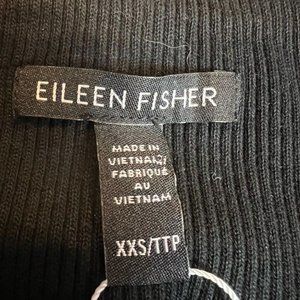 EILEEN FISHER
MADE IN
VIETNAM
FABRIQUÉ
AU
VIETNAM
XXS/TTP